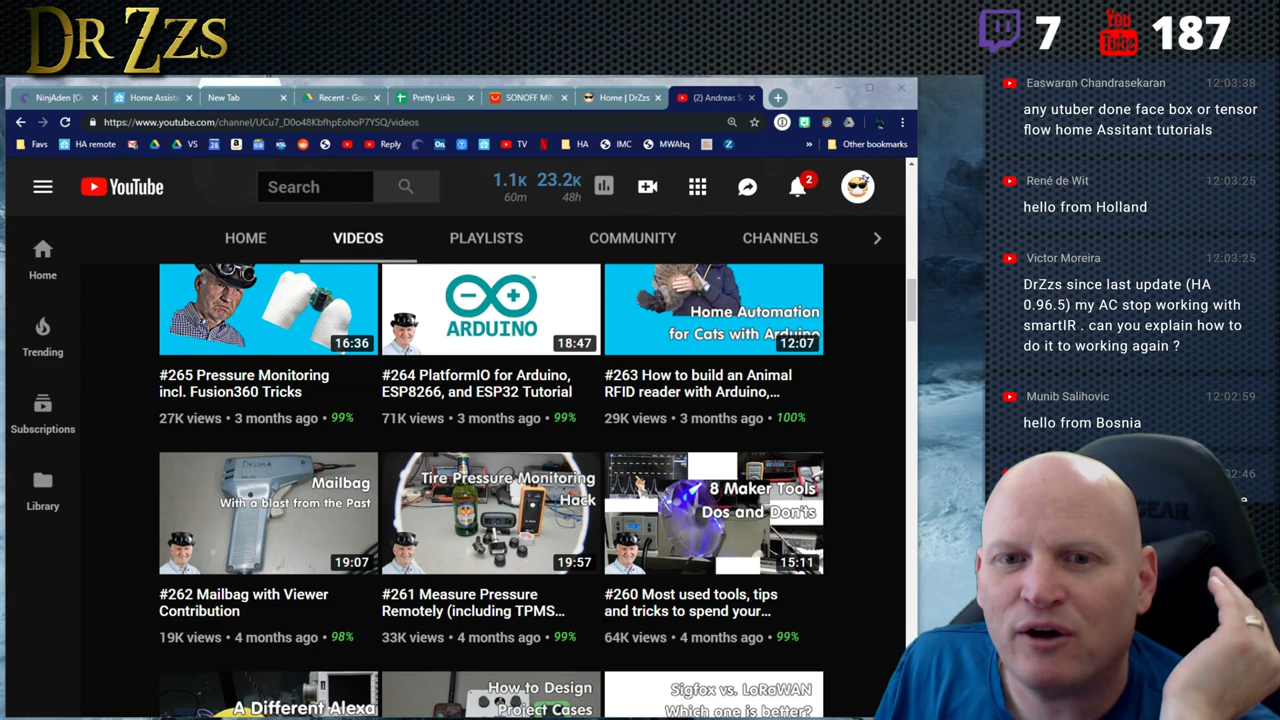 DR ZZS
7
You
Tube
187
NinjAden [O
Home Assist
New Tab
Recent - Goo
Pretty Links -
SONOFF MI
Home | DrZzs
(2) Andreas S
https://www.youtube.com/channel/UCu7_D0o48KbfhpEohoP7YSQ/videos
Favs
HA remote
VS
Reply
TV
HA
IMC
MWAhq
»
Other bookmarks
YouTube
Search
1.1K
60m
23.2K
48h
2
Home
Trending
Subscriptions
Library
HOME
VIDEOS
PLAYLISTS
COMMUNITY
CHANNELS
16:36
ARDUINO
18:47
Home Automation
for Cats with Arduino
12:07
#265 Pressure Monitoring
incl. Fusion360 Tricks
27K views • 3 months ago • 99%
#264 PlatformIO for Arduino,
ESP8266, and ESP32 Tutorial
71K views • 3 months ago • 99%
#263 How to build an Animal
RFID reader with Arduino,...
29K views • 3 months ago • 100%
Mailbag
With a blast from the Past
19:07
Tire Pressure Monitoring
Hack
19:57
8 Maker Tools
Dos and Don'ts
15:11
#262 Mailbag with Viewer
Contribution
19K views • 4 months ago • 98%
#261 Measure Pressure
Remotely (including TPMS...
33K views • 4 months ago • 99%
#260 Most used tools, tips
and tricks to spend your...
64K views • 4 months ago • 99%
A Different Alexa
How to Design
Project Cases
Sigfox vs. LoRaWAN
Which one is better?
Easwaran Chandrasekaran
12:03:38
any utuber done face box or tensor
flow home Assitant tutorials
René de Wit
12:03:25
hello from Holland
Victor Moreira
12:03:25
DrZzs since last update (HA
0.96.5) my AC stop working with
smartIR . can you explain how to
do it to working again ?
Munib Salihovic
12:02:59
hello from Bosnia